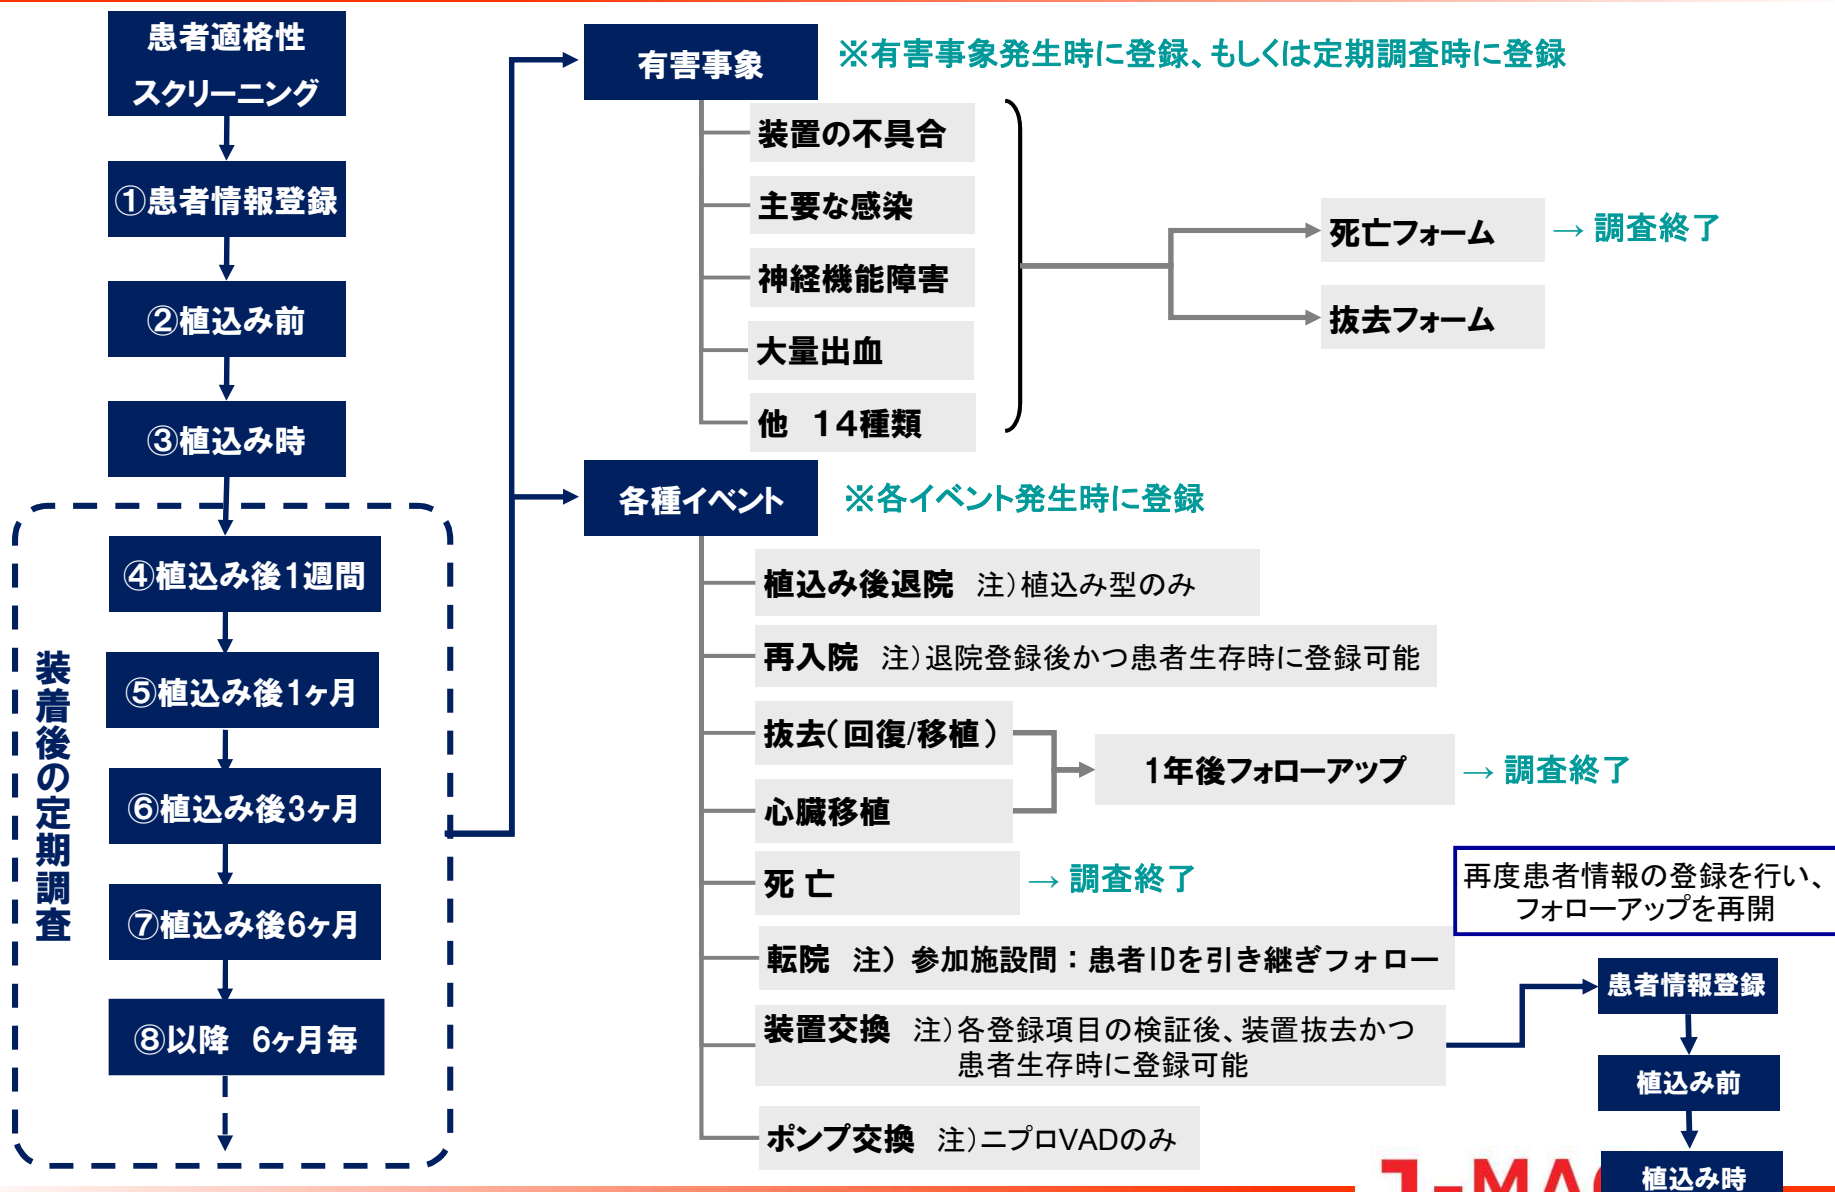 患者適格性
スクリーニング
①患者情報登録
②植込み前
③植込み時
装着後の定期調査
④植込み後1週間
⑤植込み後1ヶ月
⑥植込み後3ヶ月
⑦植込み後6ヶ月
⑧以降　6ヶ月毎
有害事象
※有害事象発生時に登録、もしくは定期調査時に登録
装置の不具合
主要な感染
神経機能障害
大量出血
他　14種類
死亡フォーム
→ 調査終了
抜去フォーム
各種イベント
※各イベント発生時に登録
植込み後退院　注）植込み型のみ
再入院　注）退院登録後かつ患者生存時に登録可能
抜去（回復/移植）
心臓移植
1年後フォローアップ
→ 調査終了
死 亡
→ 調査終了
転院　注） 参加施設間：患者IDを引き継ぎフォロー
装置交換　注）各登録項目の検証後、装置抜去かつ
患者生存時に登録可能
ポンプ交換　注）ニプロVADのみ
再度患者情報の登録を行い、
フォローアップを再開
患者情報登録
植込み前
植込み時
J-MA